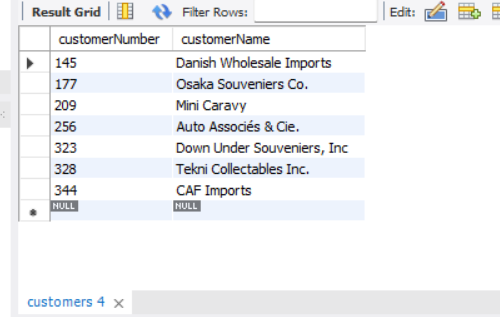 Result Grid Filter Rows: Edit:
customerNumber customerName
145 Danish Wholesale Imports
177 Osaka Souveniers Co.
209 Mini Caravy
256 Auto Associés & Cie.
323 Down Under Souveniers, Inc
328 Tekni Collectables Inc.
344 CAF Imports
NULL NULL
customers 4